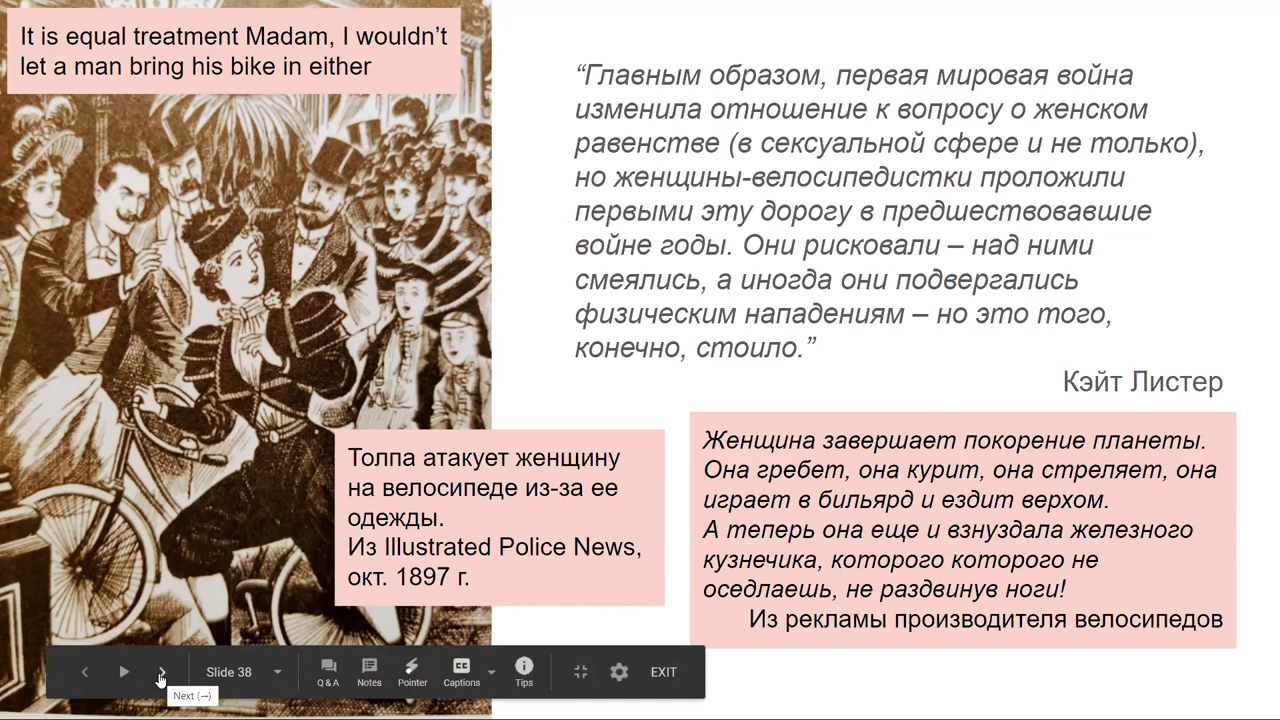 It is equal treatment Madam, I wouldn’t
let a man bring his bike in either
“Главным образом, первая мировая война
изменила отношение к вопросу о женском
равенстве (в сексуальной сфере и не только),
но женщины-велосипедистки проложили
первыми эту дорогу в предшествовавшие
войне годы. Они рисковали – над ними
смеялись, а иногда они подвергались
физическим нападениям – но это того,
конечно, стоило.”
Кэйт Листер
Толпа атакует женщину
на велосипеде из-за ее
одежды.
Из Illustrated Police News,
окт. 1897 г.
Женщина завершает покорение планеты.
Она гребет, она курит, она стреляет, она
играет в бильярд и ездит верхом.
А теперь она еще и взнуздала железного
кузнечика, которого которого не
оседлаешь, не раздвинув ноги!
Из рекламы производителя велосипедов
Slide 38
Q & A
Notes
Pointer
CC
Captions
Tips
EXIT
Next (→)